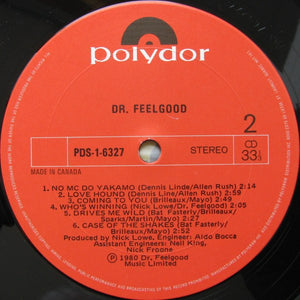 polydor
DR. FEELGOOD
2
PDS-1-6327
STEREO
CD
33⅓
MADE IN CANADA
1. NO MO DO YAKAMO (Dennis Linde/Allen Rush) 2:14
2. LOVE HOUND (Dennis Linde/Allen Rush) 2:59
3. COMING TO YOU (Brilleaux/Mayo) 2:49
4. WHO'S WINNING (Nick Lowe/Dr. Feelgood) 2:05
5. DRIVES ME WILD (Bat Fasterly/Brilleaux/
Sparks/Martin/Mayo) 2:52
6. CASE OF THE SHAKES (Bat Fasterly/
Brilleaux/Mayo) 2:52
Produced by Nick Lowe, Engineer: Aldo Bocca
Assistant Engineers: Neil King,
Nick Froome
℗ 1980 Dr. Feelgood
Music Limited